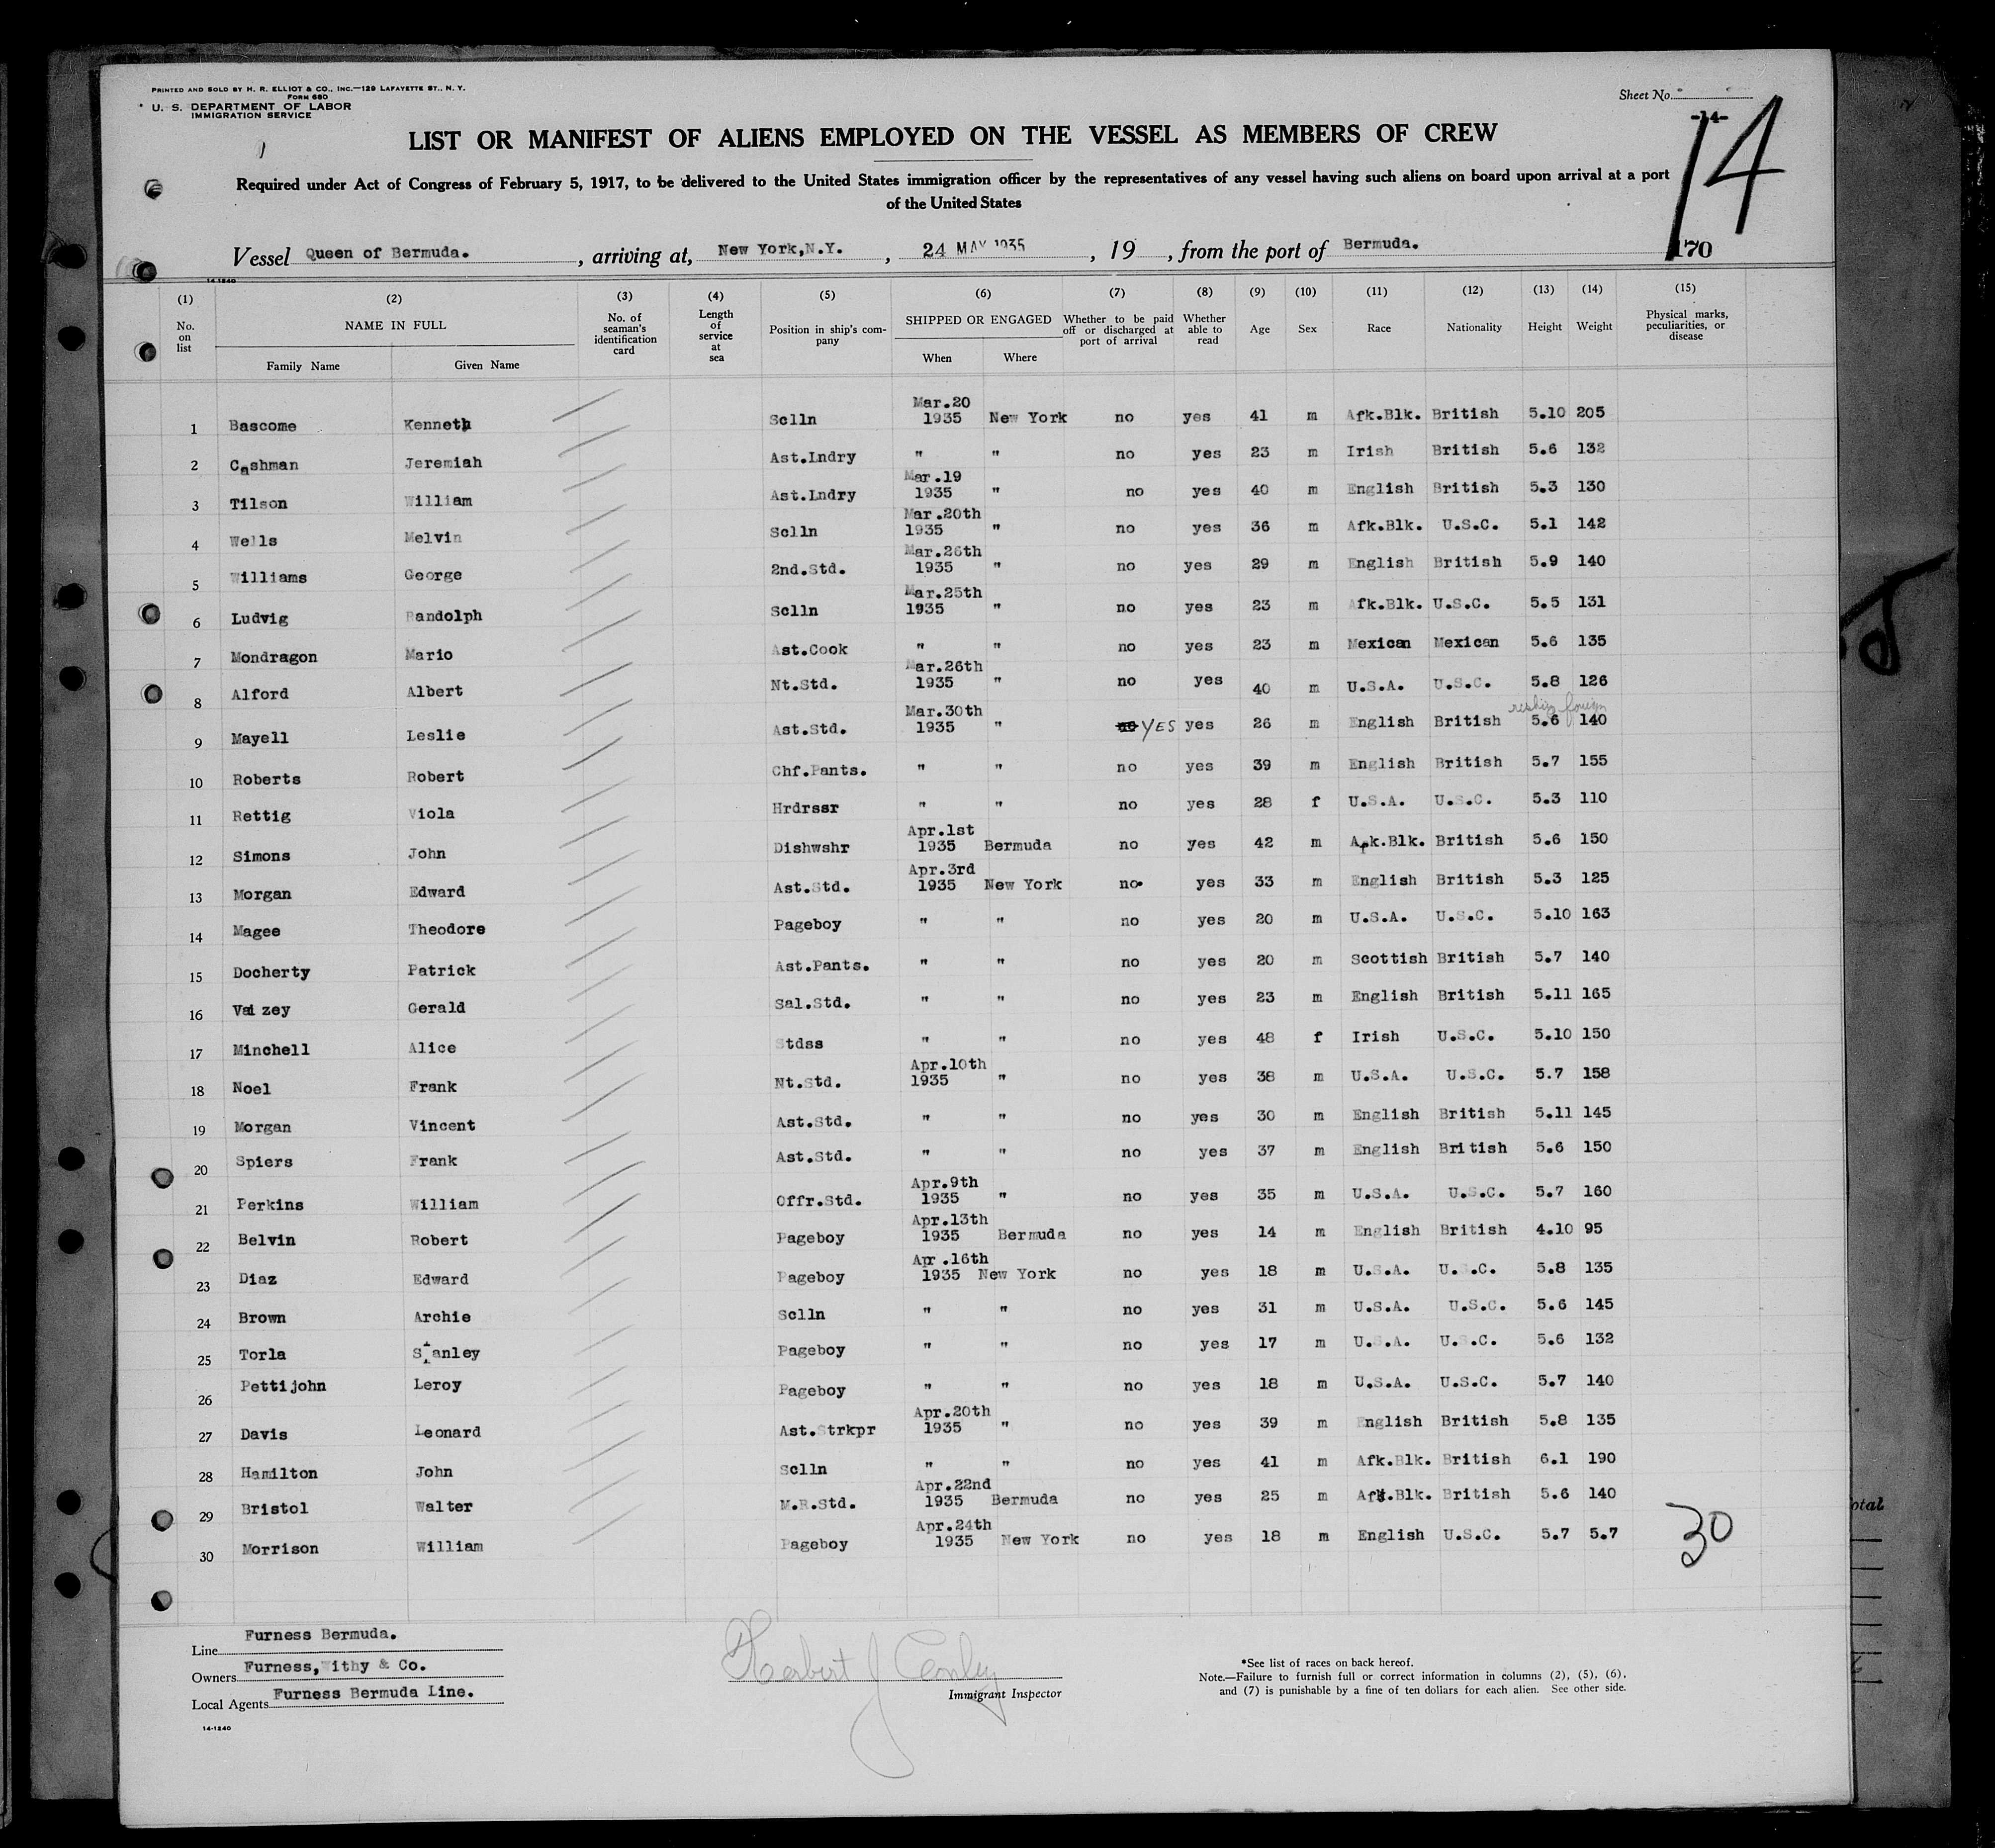 PRINTED AND SOLD BY H. R. ELLIOT & CO., INC.—129 LAFAYETTE ST., N. Y.
FORM 680
U. S. DEPARTMENT OF LABOR
IMMIGRATION SERVICE
Sheet No.
-14-
14
LIST OR MANIFEST OF ALIENS EMPLOYED ON THE VESSEL AS MEMBERS OF CREW
Required under Act of Congress of February 5, 1917, to be delivered to the United States immigration officer by the representatives of any vessel having such aliens on board upon arrival at a port
of the United States
Vessel Queen of Bermuda. , arriving at, New York,N.Y. , 24 MAY 1935 , 19 , from the port of Bermuda. 170
14-1240
(1) (2) (3) (4) (5) (6) (7) (8) (9) (10) (11) (12) (13) (14) (15)
No. on list NAME IN FULL Family Name Given Name No. of seaman's identification card Length of service at sea Position in ship's company SHIPPED OR ENGAGED When Where Whether to be paid off or discharged at port of arrival Whether able to read Age Sex Race Nationality Height Weight Physical marks, peculiarities, or disease
1 Bascome Kenneth Sclln Mar.20 1935 New York no yes 41 m Afk.Blk. British 5.10 205
2 Cashman Jeremiah Ast.Lndry " " no yes 23 m Irish British 5.6 132
3 Tilson William Ast.Lndry Mar.19 1935 " no yes 40 m English British 5.3 130
4 Wells Melvin Sclln Mar.20th 1935 " no yes 36 m Afk.Blk. U.S.C. 5.1 142
5 Williams George 2nd.Std. Mar.26th 1935 " no yes 29 m English British 5.9 140
6 Ludvig Randolph Sclln Mar.25th 1935 " no yes 23 m Afk.Blk. U.S.C. 5.5 131
7 Mondragon Mario Ast.Cook " " no yes 23 m Mexican Mexican 5.6 135
8 Alford Albert Nt.Std. Mar.26th 1935 " no yes 40 m U.S.A. U.S.C. 5.8 126
reshipg foreign
9 Mayell Leslie Ast.Std. Mar.30th 1935 " no YES yes 26 m English British 5.6 140
10 Roberts Robert Chf.Pants. " " no yes 39 m English British 5.7 155
11 Rettig Viola Hrdrssr " " no yes 28 f U.S.A. U.S.C. 5.3 110
12 Simons John Dishwshr Apr.1st 1935 Bermuda no yes 42 m Afk.Blk. British 5.6 150
13 Morgan Edward Ast.Std. Apr.3rd 1935 New York no. yes 33 m English British 5.3 125
14 Magee Theodore Pageboy " " no yes 20 m U.S.A. U.S.C. 5.10 163
15 Docherty Patrick Ast.Pants. " " no yes 20 m Scottish British 5.7 140
16 Vaizey Gerald Sal.Std. " " no yes 23 m English British 5.11 165
17 Minchell Alice Stdss " " no yes 48 f Irish U.S.C. 5.10 150
18 Noel Frank Nt.Std. Apr.10th 1935 " no yes 38 m U.S.A. U.S.C. 5.7 158
19 Morgan Vincent Ast.Std. " " no yes 30 m English British 5.11 145
20 Spiers Frank Ast.Std. " " no yes 37 m English British 5.6 150
21 Perkins William Offr.Std. Apr.9th 1935 " no yes 35 m U.S.A. U.S.C. 5.7 160
22 Belvin Robert Pageboy Apr.13th 1935 Bermuda no yes 14 m English British 4.10 95
23 Diaz Edward Pageboy Apr.16th 1935 New York no yes 18 m U.S.A. U.S.C. 5.8 135
24 Brown Archie Sclln " " no yes 31 m U.S.A. U.S.C. 5.6 145
25 Torla Stanley Pageboy " " no yes 17 m U.S.A. U.S.C. 5.6 132
26 Pettijohn Leroy Pageboy " " no yes 18 m U.S.A. U.S.C. 5.7 140
27 Davis Leonard Ast.Strkpr Apr.20th 1935 " no yes 39 m English British 5.8 135
28 Hamilton John Sclln " " no yes 41 m Afk.Blk. British 6.1 190
29 Bristol Walter M.R.Std. Apr.22nd 1935 Bermuda no yes 25 m Afk.Blk. British 5.6 140
30 Morrison William Pageboy Apr.24th 1935 New York no yes 18 m English U.S.C. 5.7 5.7
30
otal
Line Furness Bermuda.
Owners Furness, Withy & Co.
Local Agents Furness Bermuda Line.
14-1240
Herbert J Conley
Immigrant Inspector
*See list of races on back hereof.
Note.—Failure to furnish full or correct information in columns (2), (5), (6),
and (7) is punishable by a fine of ten dollars for each alien. See other side.